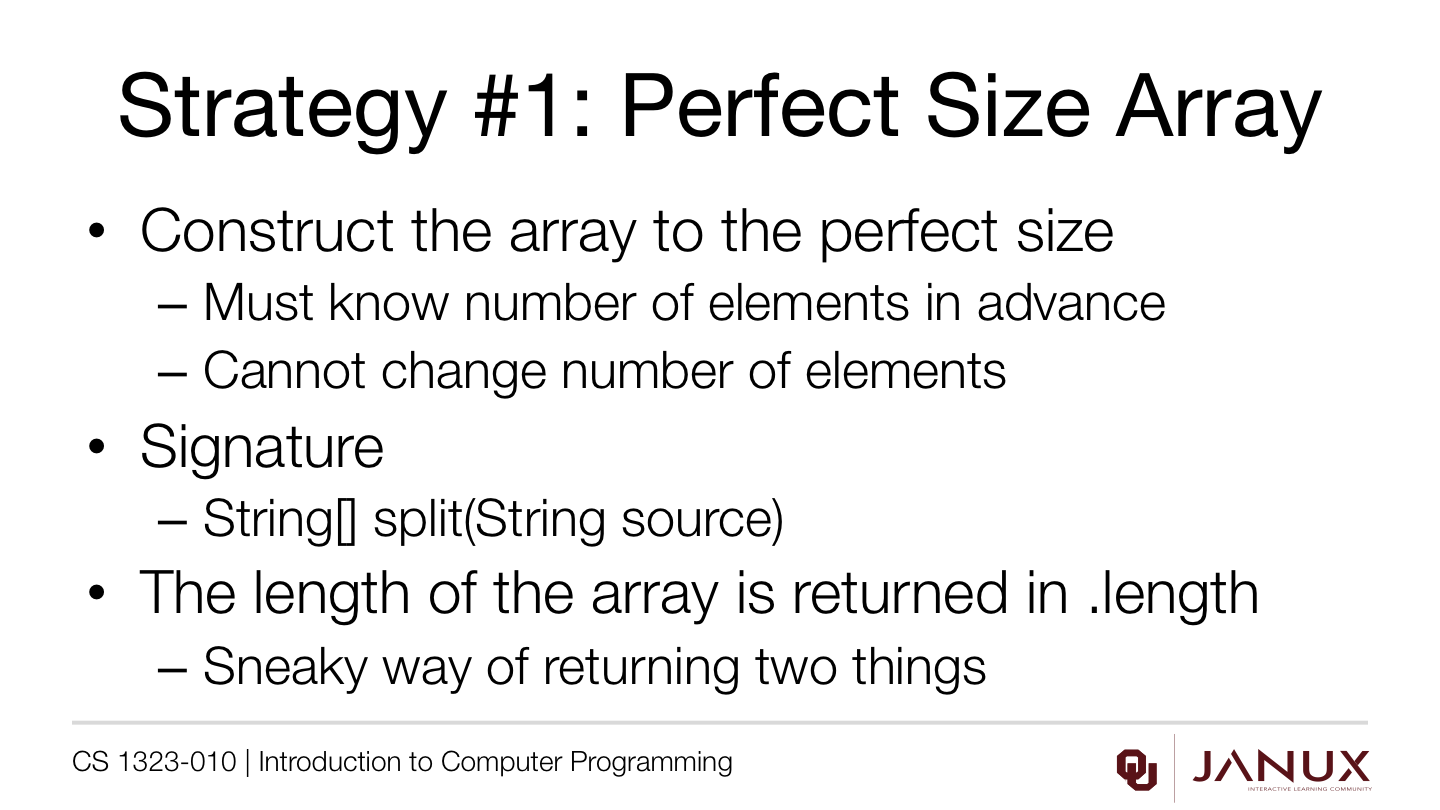 Strategy #1: Perfect Size Array
• Construct the array to the perfect size
– Must know number of elements in advance
– Cannot change number of elements
• Signature
– String[] split(String source)
• The length of the array is returned in .length
– Sneaky way of returning two things
CS 1323-010 | Introduction to Computer Programming
OU JANUX
INTERACTIVE LEARNING COMMUNITY